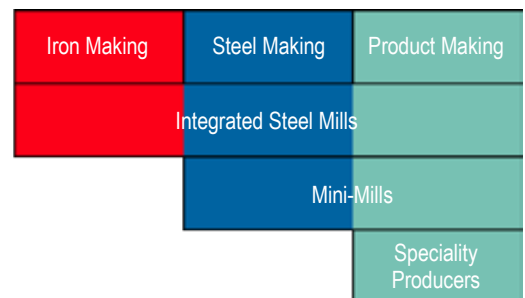 Iron Making
Steel Making
Product Making
Integrated Steel Mills
Mini-Mills
Speciality
Producers